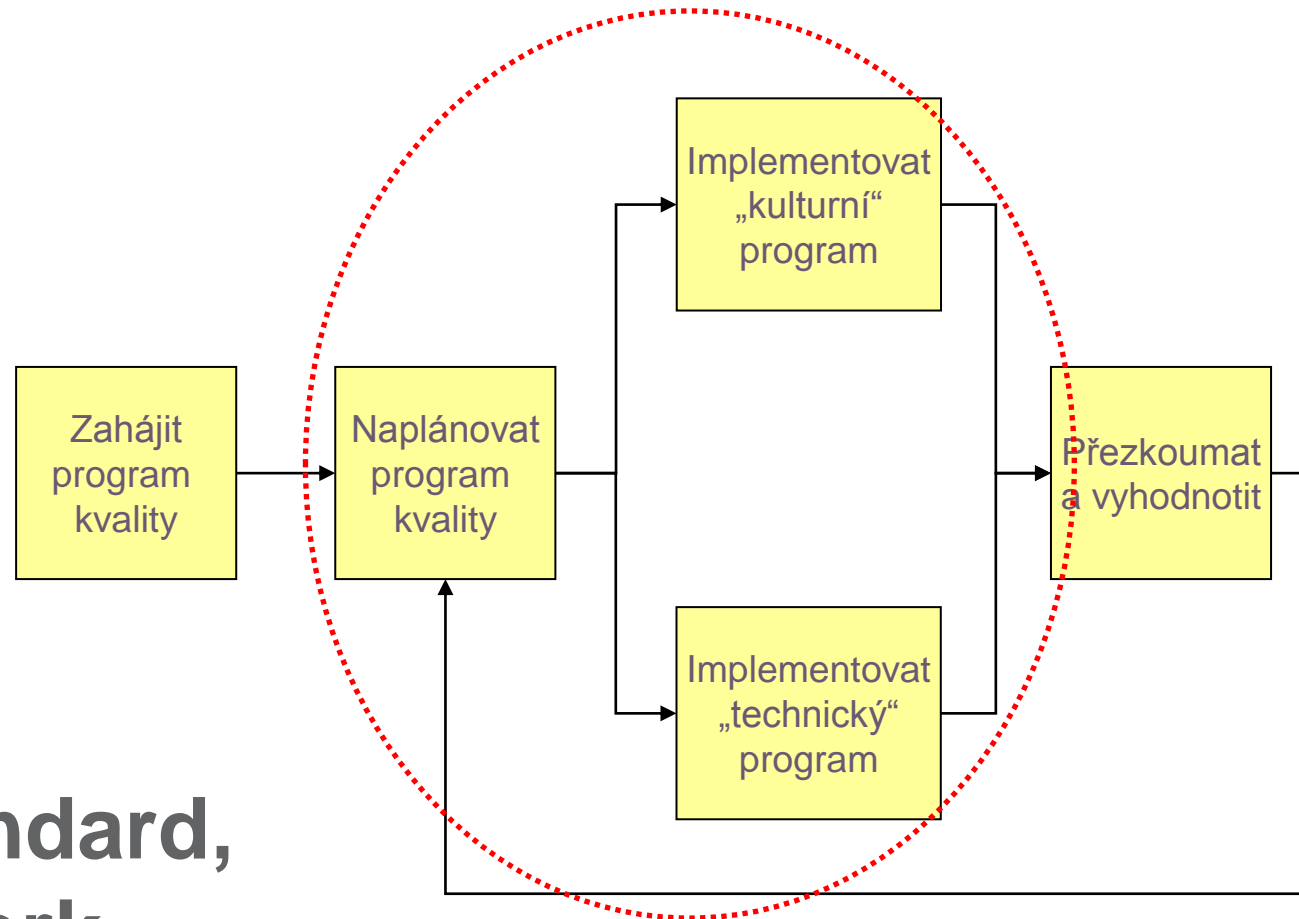 Implementovat
„kulturní“
program
Zahájit
program
kvality
Naplánovat
program
kvality
Přezkoumat
a vyhodnotit
Implementovat
„technický“
program
ndard,